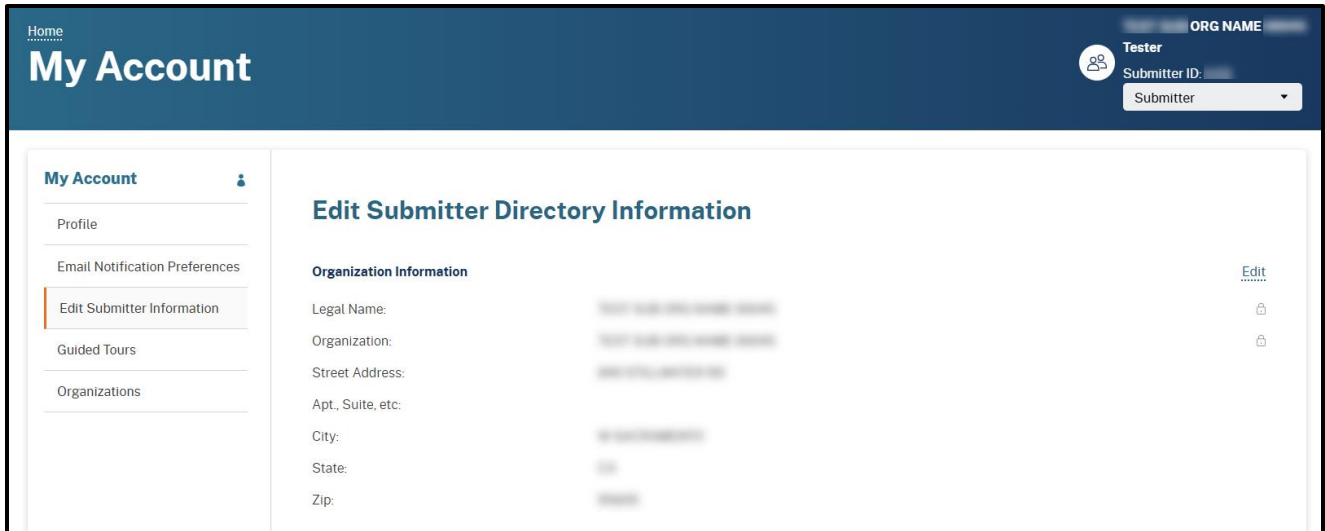 Home
My Account
ORG NAME
Tester
Submitter ID:
Submitter
My Account
Profile
Email Notification Preferences
Edit Submitter Information
Guided Tours
Organizations
Edit Submitter Directory Information
Organization Information Edit
Legal Name:
Organization:
Street Address:
Apt., Suite, etc:
City:
State:
Zip: